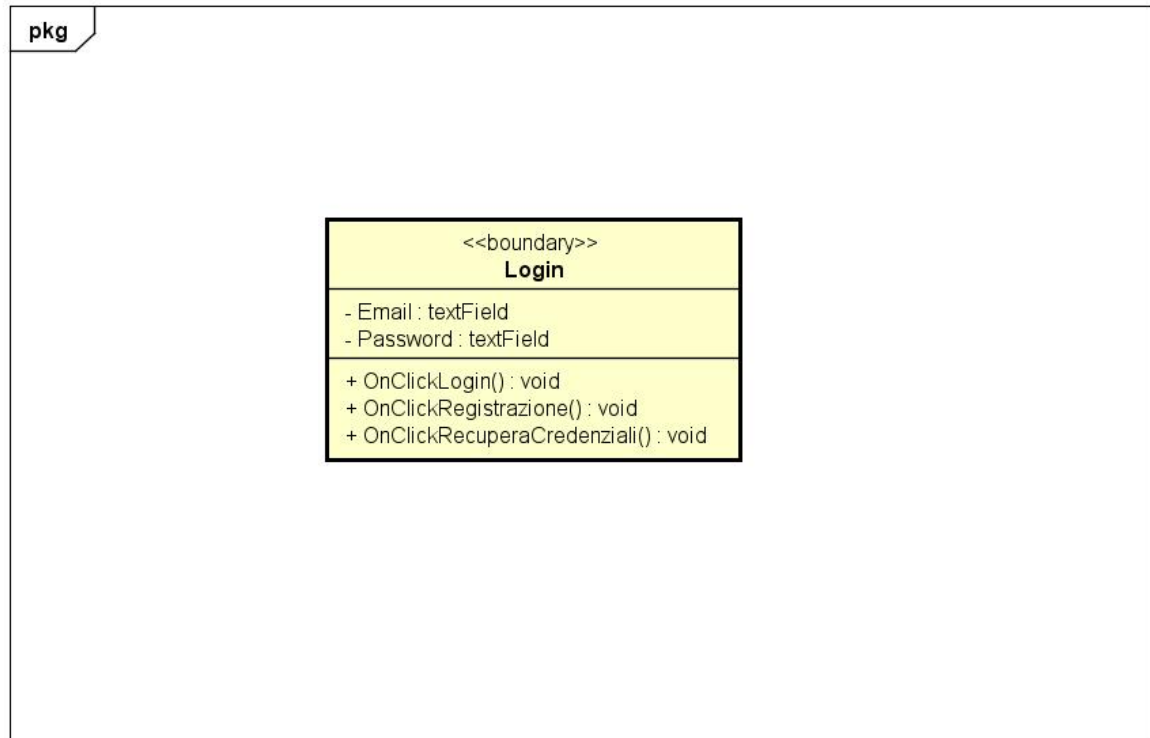 pkg
<<boundary>>
Login
- Email : textField
- Password : textField
+ OnClickLogin() : void
+ OnClickRegistrazione() : void
+ OnClickRecuperaCredenziali() : void